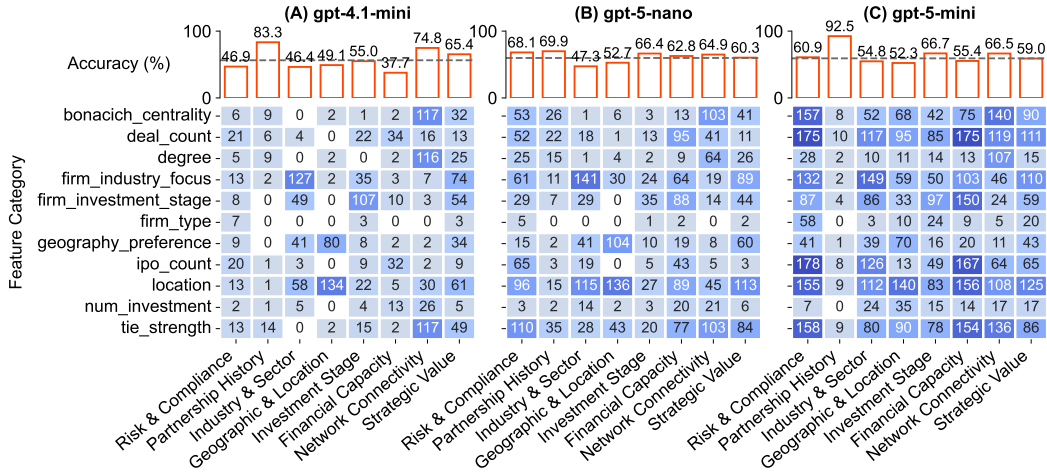 (A) gpt-4.1-mini (B) gpt-5-nano (C) gpt-5-mini
100 100 100
46.9 83.3 46.4 49.1 55.0 37.7 74.8 65.4 68.1 69.9 47.3 52.7 66.4 62.8 64.9 60.3 60.9 92.5 54.8 52.3 66.7 55.4 66.5 59.0
Accuracy (%)
0 0 0
Feature Category
bonacich_centrality 6 9 0 2 1 2 117 32 53 26 1 6 3 13 103 41 157 8 52 68 42 75 140 90
deal_count 21 6 4 0 22 34 16 13 52 22 18 1 13 95 41 11 175 10 117 95 85 175 119 111
degree 5 9 0 2 0 2 116 25 25 15 1 4 2 9 64 26 28 2 10 11 14 13 107 15
firm_industry_focus 13 2 127 2 35 3 7 74 61 11 141 30 24 64 19 89 132 2 149 59 50 103 46 110
firm_investment_stage 8 0 49 0 107 10 3 54 29 7 29 0 35 88 14 44 87 4 86 33 97 150 24 59
firm_type 7 0 0 0 3 0 0 3 5 0 0 0 1 2 0 2 58 0 3 10 24 9 5 20
geography_preference 9 0 41 80 8 2 2 34 15 2 41 104 10 19 8 60 41 1 39 70 16 20 11 43
ipo_count 20 1 3 0 9 32 2 9 65 3 19 0 5 43 5 3 178 8 126 13 49 167 64 65
location 13 1 58 134 22 5 30 61 96 15 115 136 27 89 45 113 155 9 112 140 83 156 108 125
num_investment 2 1 5 0 4 13 26 5 3 2 14 2 3 20 21 6 7 0 24 35 15 14 17 17
tie_strength 13 14 0 2 15 2 117 49 110 35 28 43 20 77 103 84 158 9 80 90 78 154 136 86
Risk & Compliance
Partnership History
Industry & Sector
Geographic & Location
Investment Stage
Financial Capacity
Network Connectivity
Strategic Value
Risk & Compliance
Partnership History
Industry & Sector
Geographic & Location
Investment Stage
Financial Capacity
Network Connectivity
Strategic Value
Risk & Compliance
Partnership History
Industry & Sector
Geographic & Location
Investment Stage
Financial Capacity
Network Connectivity
Strategic Value